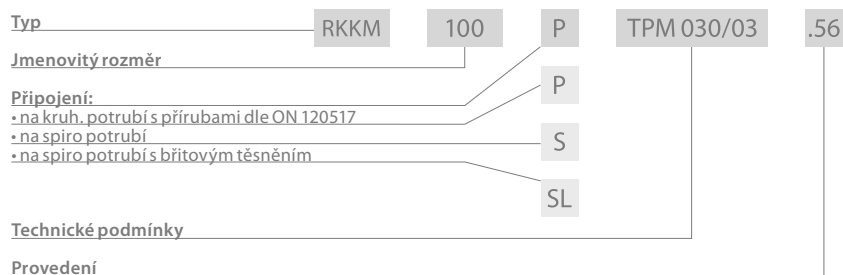 Typ RKKM 100 P TPM 030/03 .56
Jmenovitý rozměr
Připojení:
P
• na kruh. potrubí s přírubami dle ON 120517
• na spiro potrubí S
• na spiro potrubí s břitovým těsněním
SL
Technické podmínky
Provedení